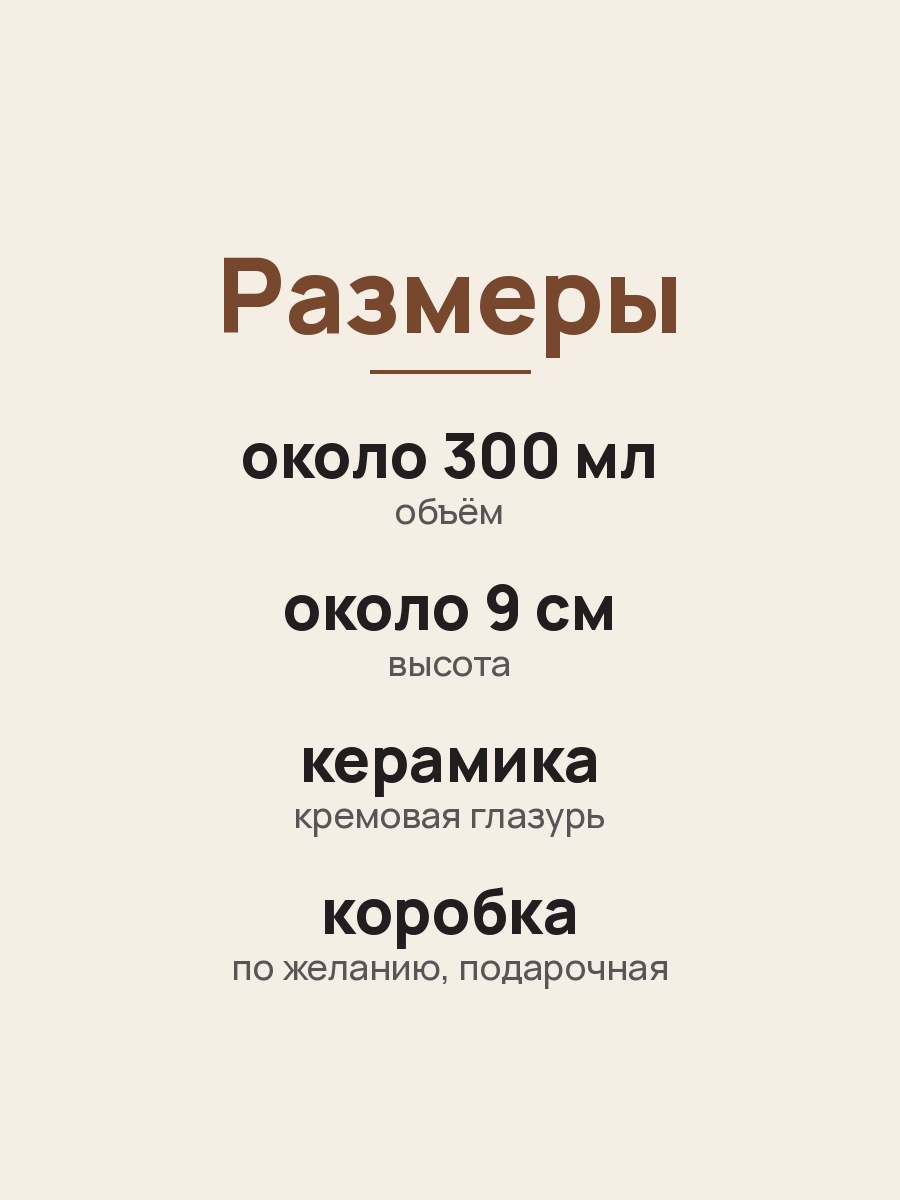 Размеры
около 300 мл
объём
около 9 см
высота
керамика
кремовая глазурь
коробка
по желанию, подарочная